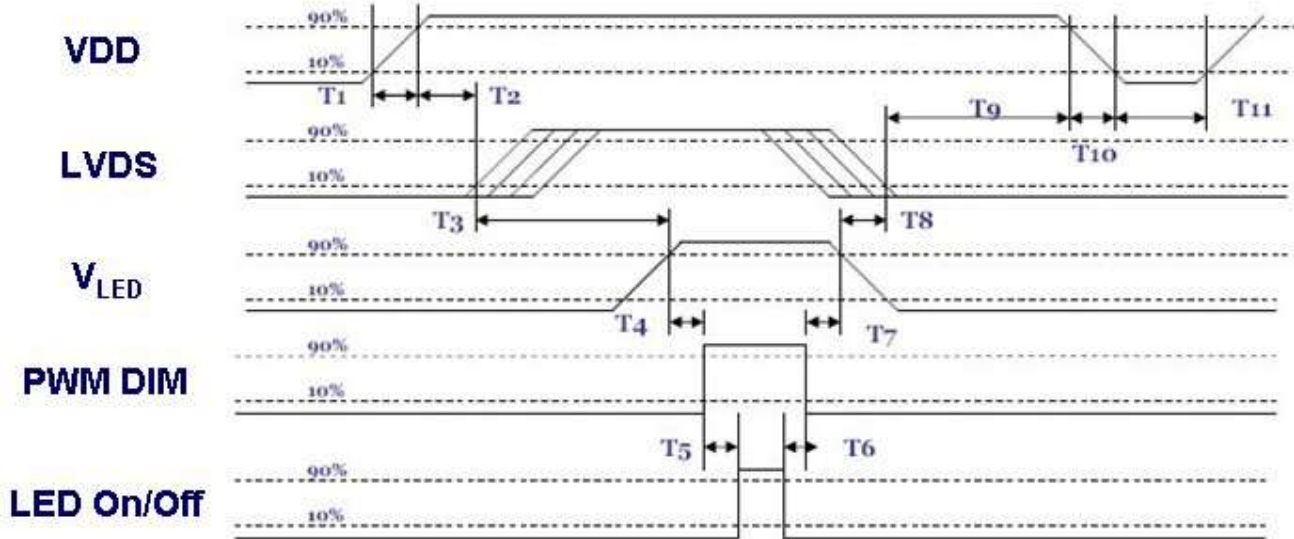 90%
VDD
10%
T1 T2 T9 T11
90%
T10
LVDS
10%
T3 T8
90%
VLED
10%
T4 T7
90%
PWM DIM
10%
T5 T6
90%
LED On/Off
10%